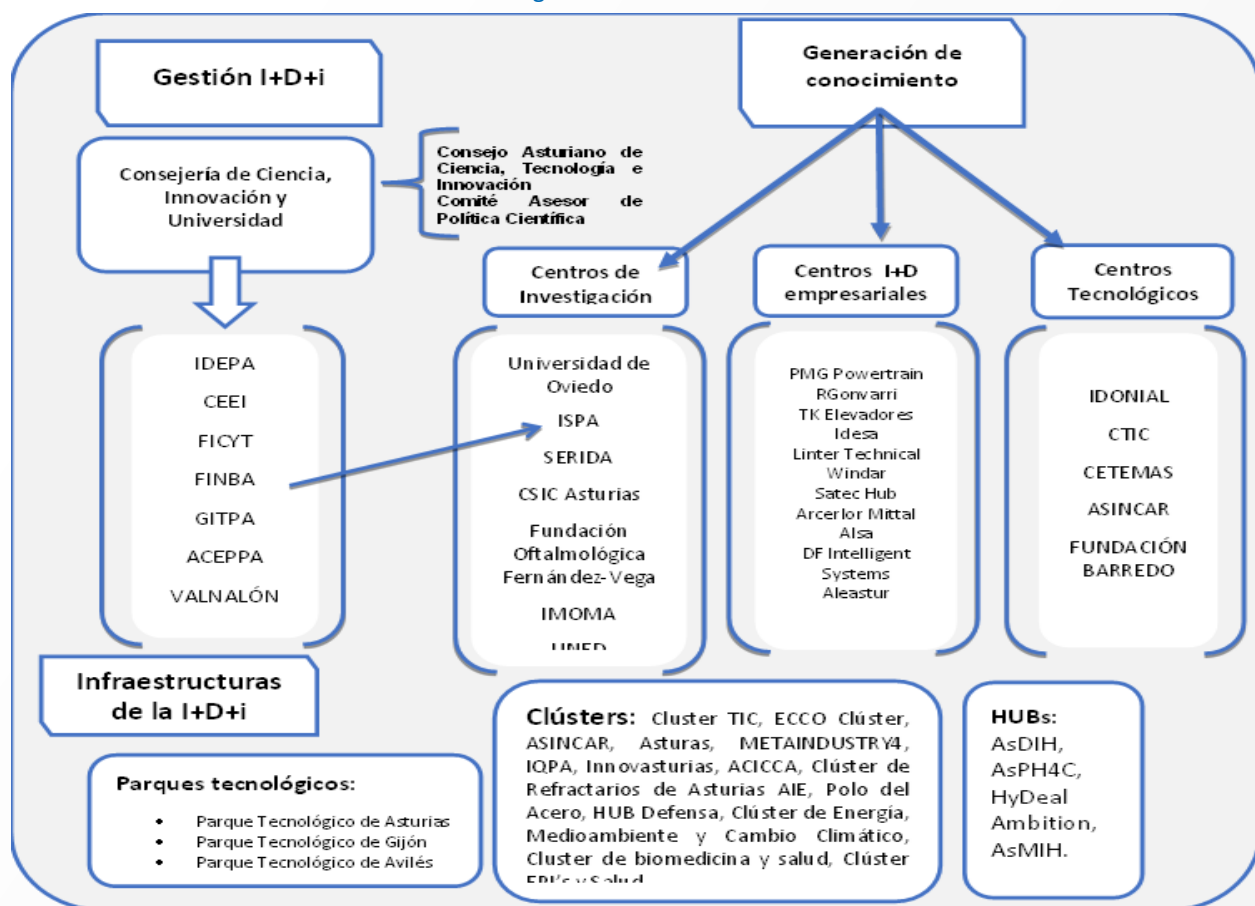 Gestión I+D+i
Generación de
conocimiento
Consejería de Ciencia,
Innovación y
Universidad
Consejo Asturiano de
Ciencia, Tecnología e
Innovación
Comité Asesor de
Política Científica
Centros de
Investigación
Centros I+D
empresariales
Centros
Tecnológicos
IDEPA
CEEI
FICYT
FINBA
GITPA
ACEPPA
VALNALÓN
Universidad de
Oviedo
ISPA
SERIDA
CSIC Asturias
Fundación
Oftalmológica
Fernández-Vega
IMOMA
UNED
PMG Powertrain
RGonvarri
TK Elevadores
Idesa
Linter Technical
Windar
Satec Hub
Arcerlor Mittal
Alsa
DF Intelligent
Systems
Aleastur
IDONIAL
CTIC
CETEMAS
ASINCAR
FUNDACIÓN
BARREDO
Infraestructuras
de la I+D+i
Parques tecnológicos:
• Parque Tecnológico de Asturias
• Parque Tecnológico de Gijón
• Parque Tecnológico de Avilés
Clústers: Cluster TIC, ECCO Clúster,
ASINCAR, Asturas, METAINDUSTRY4,
IQPA, Innovasturias, ACICCA, Clúster de
Refractarios de Asturias AIE, Polo del
Acero, HUB Defensa, Clúster de Energía,
Medioambiente y Cambio Climático,
Cluster de biomedicina y salud, Clúster
EPI's y Salud
HUBs:
AsDIH,
AsPH4C,
HyDeal
Ambition,
AsMIH.